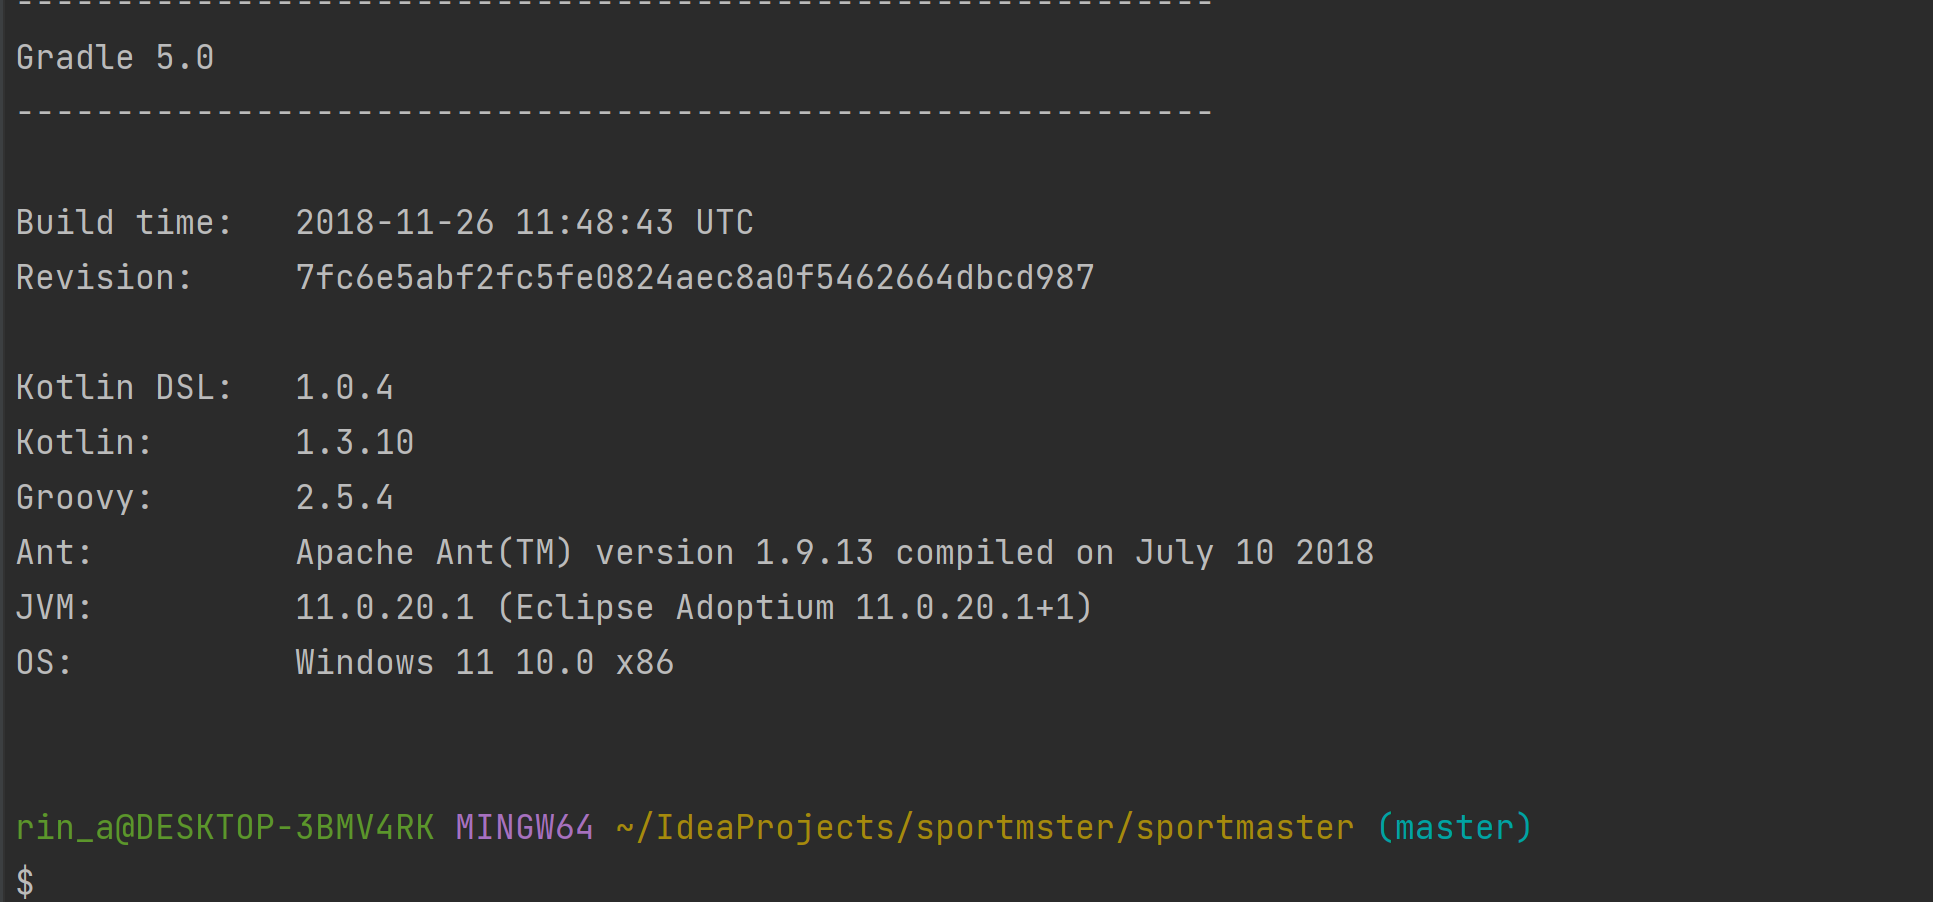 ------------------------------------------------------------
Gradle 5.0
------------------------------------------------------------
Build time:   2018-11-26 11:48:43 UTC
Revision:     7fc6e5abf2fc5fe0824aec8a0f5462664dbcd987
Kotlin DSL:   1.0.4
Kotlin:       1.3.10
Groovy:       2.5.4
Ant:          Apache Ant(TM) version 1.9.13 compiled on July 10 2018
JVM:          11.0.20.1 (Eclipse Adoptium 11.0.20.1+1)
OS:           Windows 11 10.0 x86
rin_a@DESKTOP-3BMV4RK MINGW64 ~/IdeaProjects/sportmster/sportmaster (master)
$